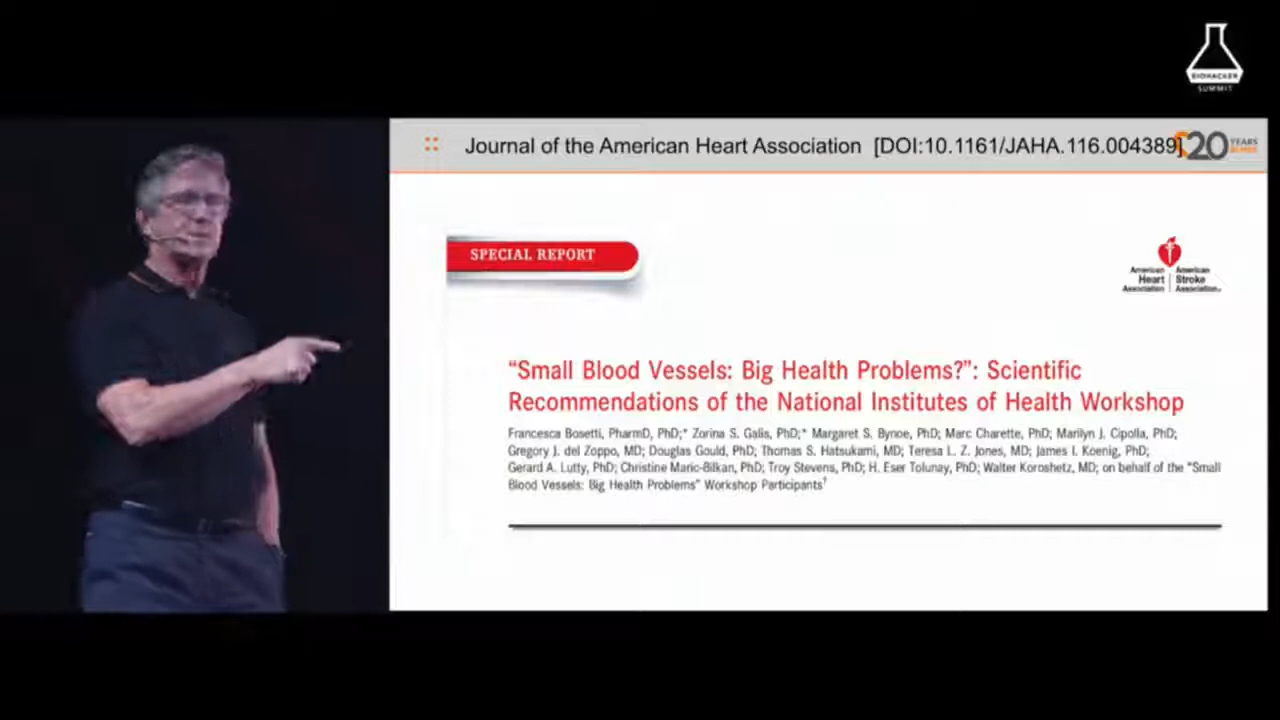 BIOHACKER
SUMMIT
Journal of the American Heart Association [DOI:10.1161/JAHA.116.004389]
20 YEARS
SPECIAL REPORT
American Heart Association
American Stroke Association
“Small Blood Vessels: Big Health Problems?”: Scientific
Recommendations of the National Institutes of Health Workshop
Francesca Bosetti, PharmD, PhD;* Zorina S. Galis, PhD;* Margaret S. Bynoe, PhD; Marc Charette, PhD; Marilyn J. Cipolla, PhD;
Gregory J. del Zoppo, MD; Douglas Gould, PhD; Thomas S. Hatsukami, MD; Teresa L. Z. Jones, MD; James I. Koenig, PhD;
Gerard A. Lutty, PhD; Christine Maric-Bilkan, PhD; Troy Stevens, PhD; H. Eser Tolunay, PhD; Walter Koroshetz, MD; on behalf of the “Small
Blood Vessels: Big Health Problems” Workshop Participants†